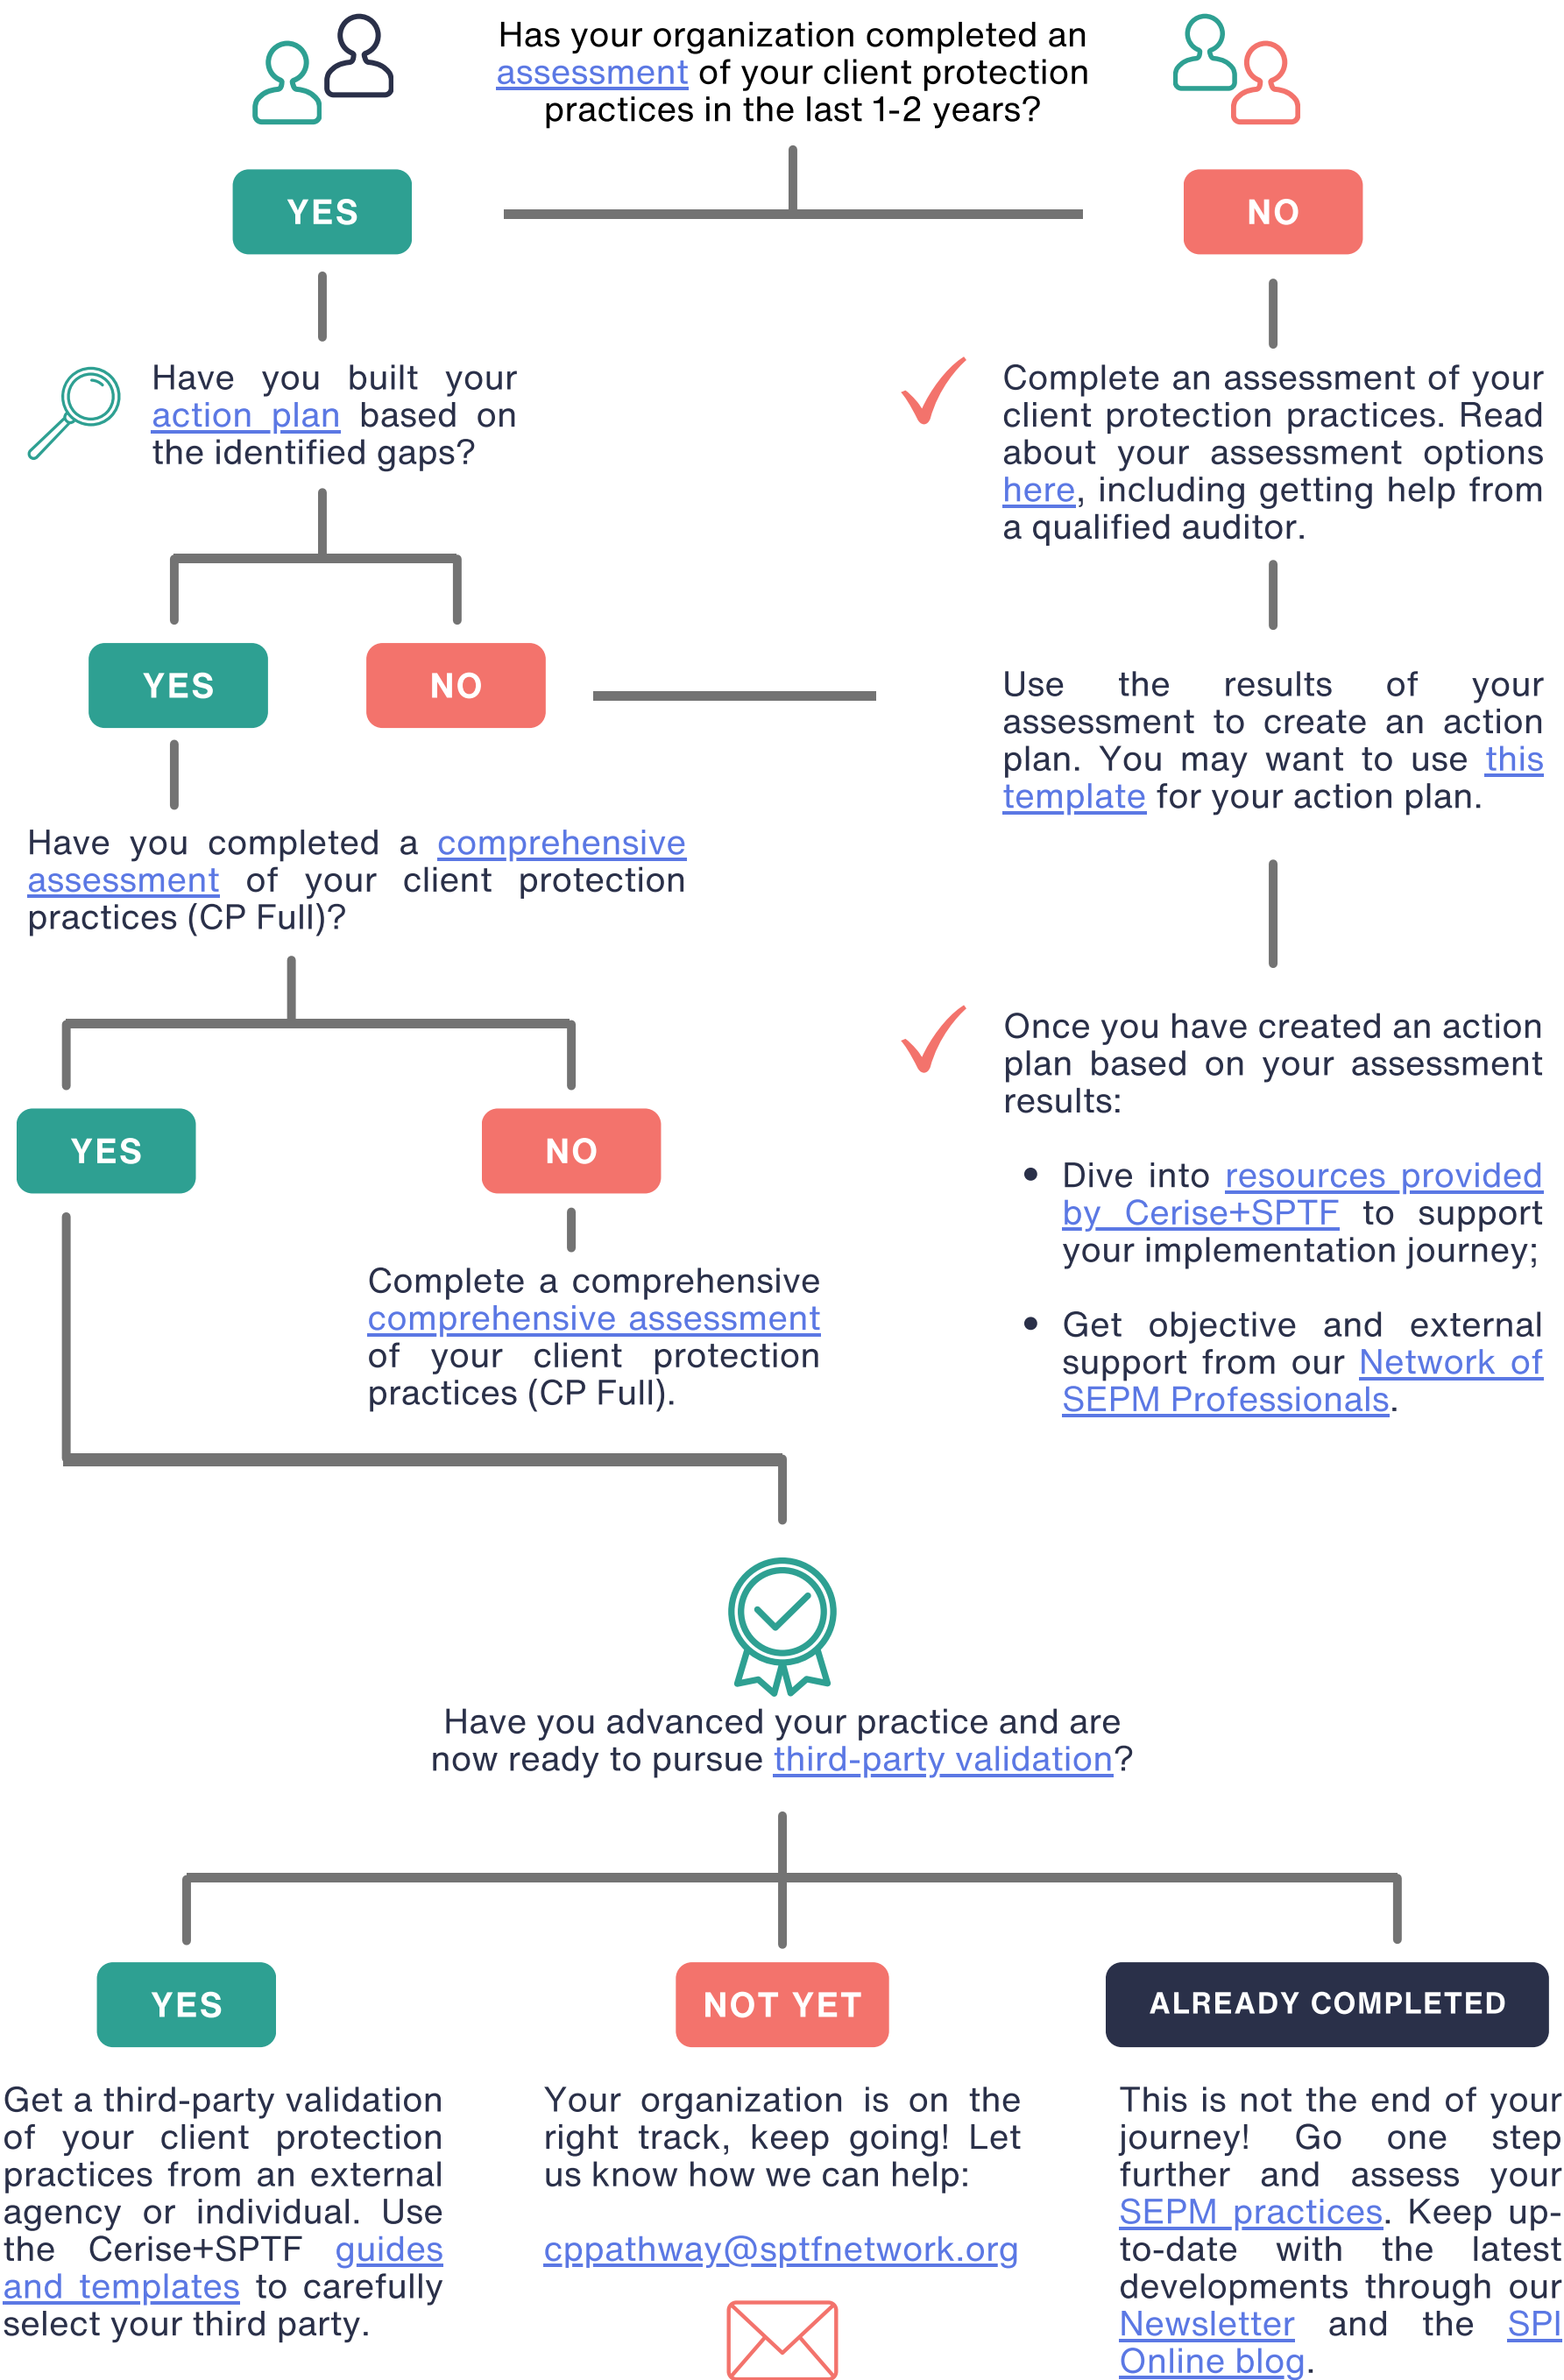 Has your organization completed an
assessment of your client protection
practices in the last 1-2 years?
YES
NO
Have you built your
action plan based on
the identified gaps?
Complete an assessment of your
client protection practices. Read
about your assessment options
here, including getting help from
a qualified auditor.
YES
NO
Use the results of your
assessment to create an action
plan. You may want to use this
template for your action plan.
Have you completed a comprehensive
assessment of your client protection
practices (CP Full)?
Once you have created an action
plan based on your assessment
results:
• Dive into resources provided
by Cerise+SPTF to support
your implementation journey;
• Get objective and external
support from our Network of
SEPM Professionals.
YES
NO
Complete a comprehensive
comprehensive assessment
of your client protection
practices (CP Full).
Have you advanced your practice and are
now ready to pursue third-party validation?
YES
NOT YET
ALREADY COMPLETED
Get a third-party validation
of your client protection
practices from an external
agency or individual. Use
the Cerise+SPTF guides
and templates to carefully
select your third party.
Your organization is on the
right track, keep going! Let
us know how we can help:
cppathway@sptfnetwork.org
This is not the end of your
journey! Go one step
further and assess your
SEPM practices. Keep up-
to-date with the latest
developments through our
Newsletter and the SPI
Online blog.